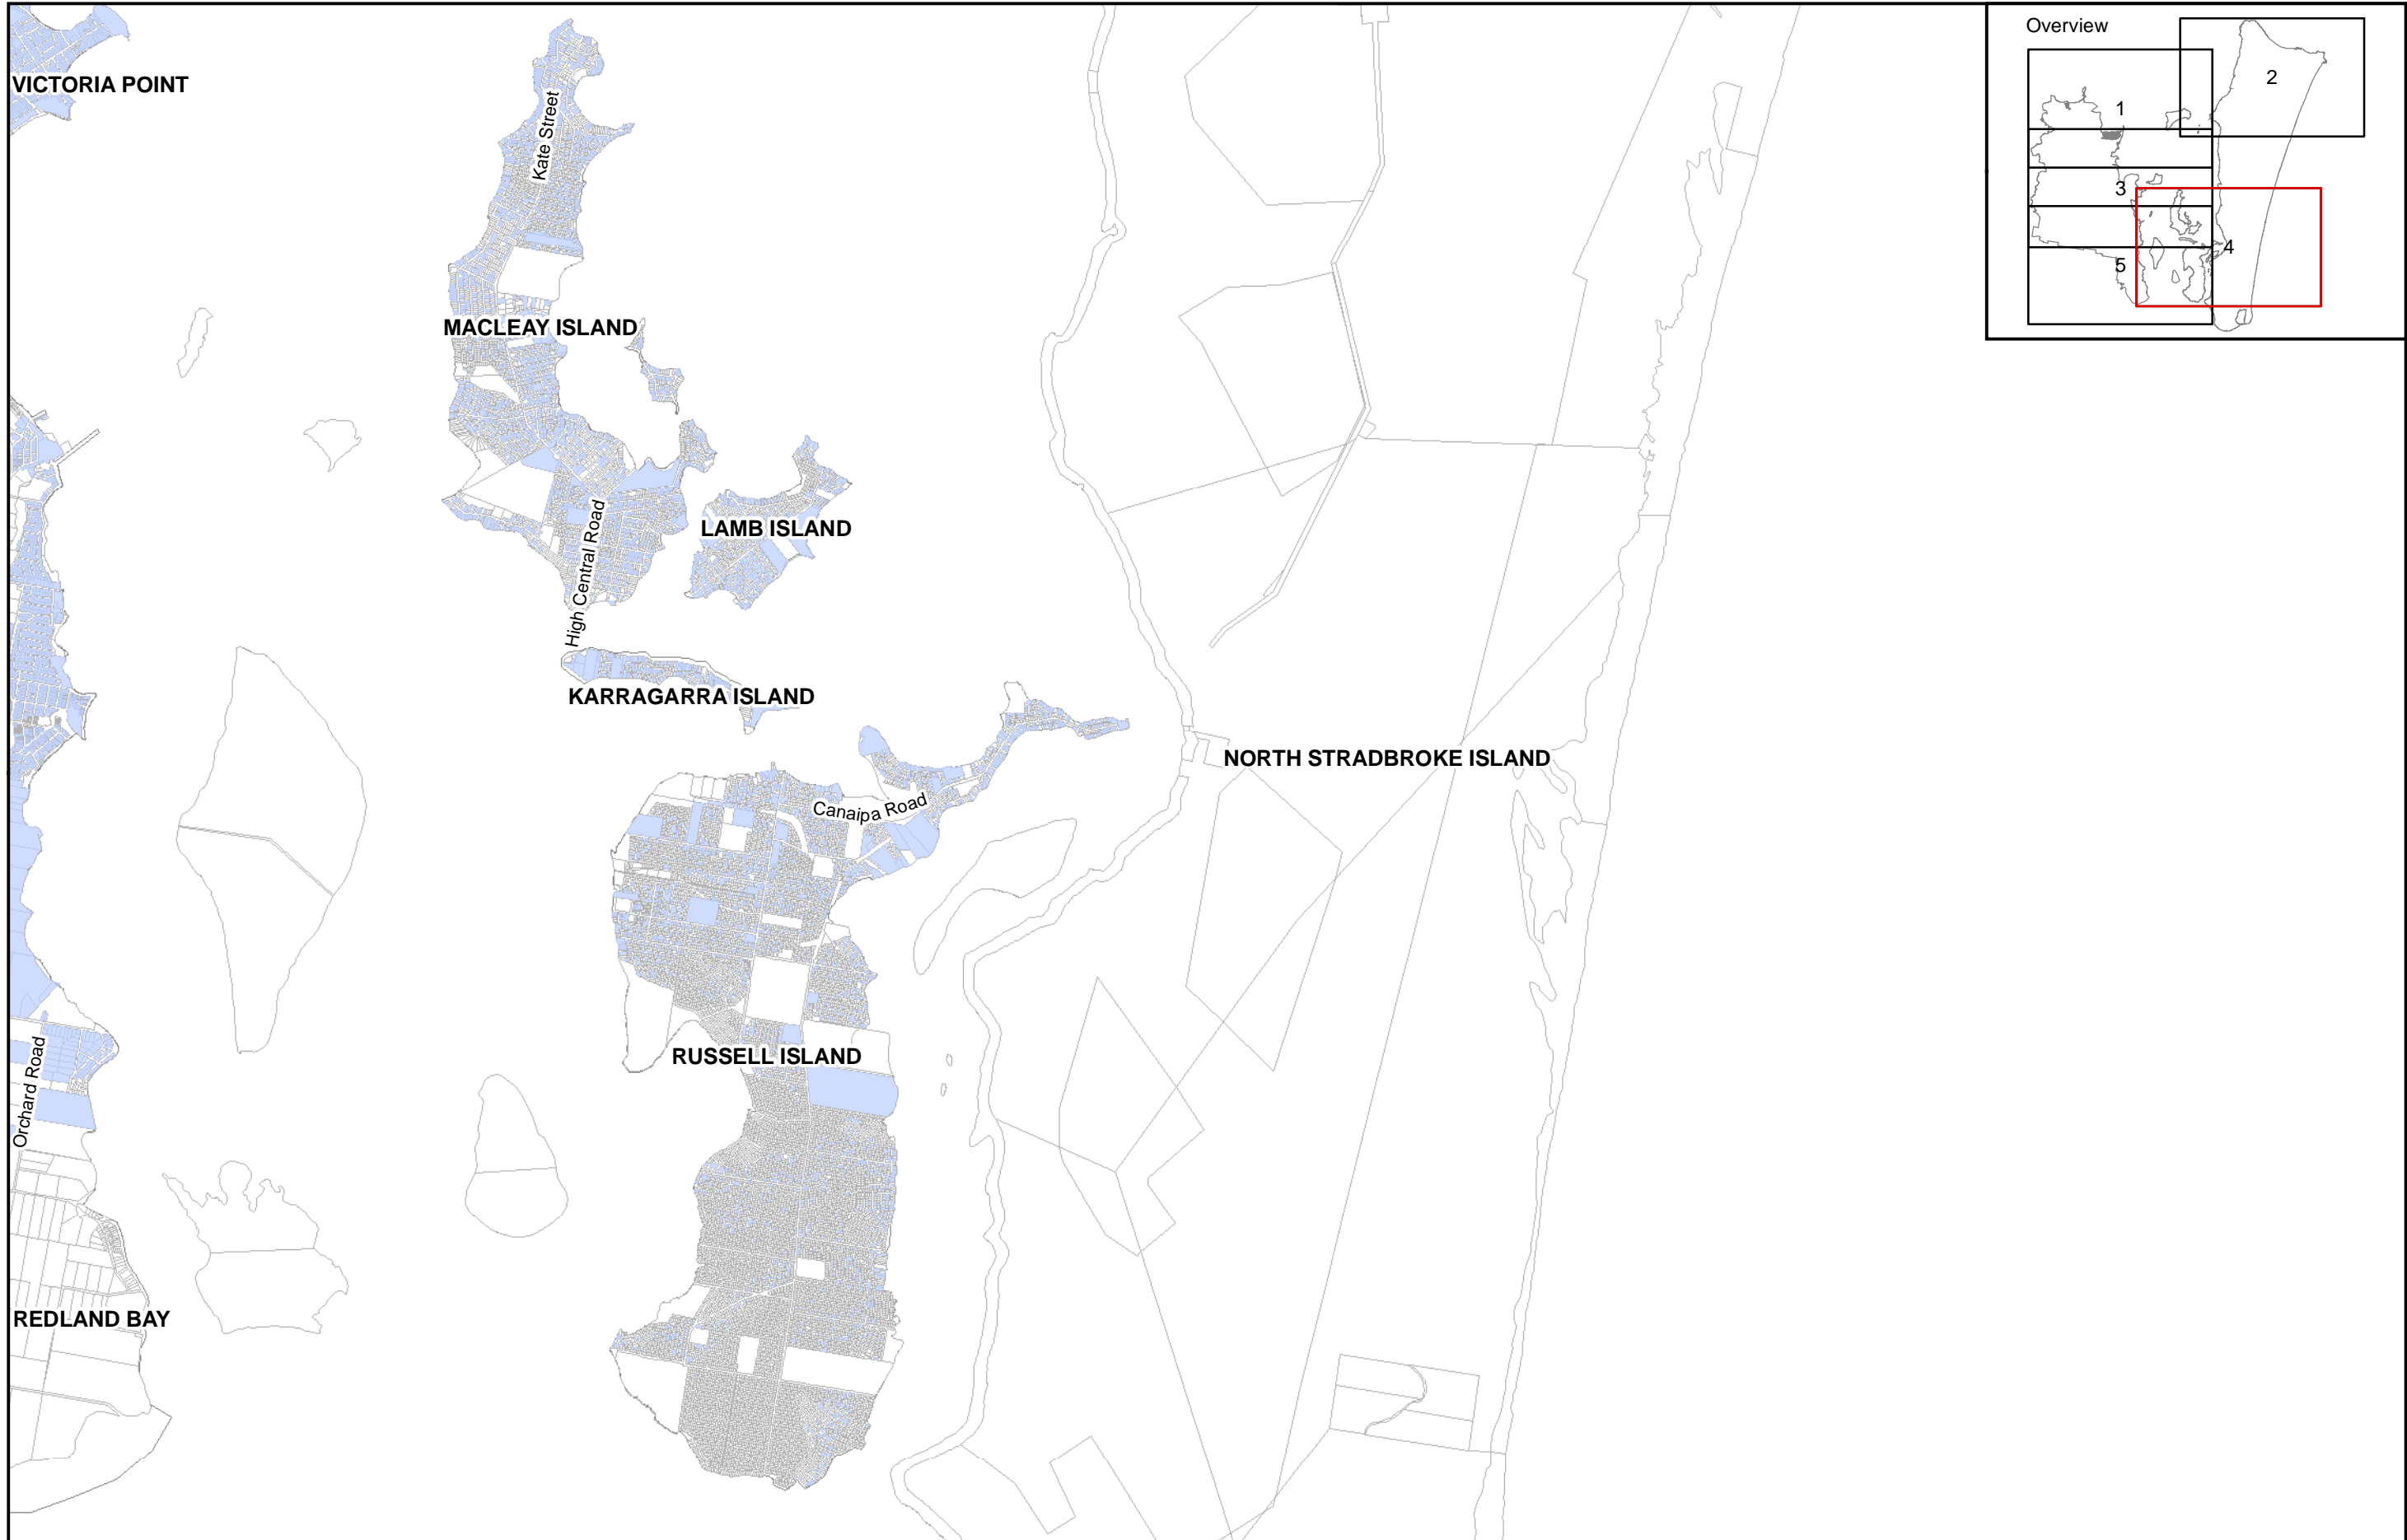 Overview
2
1
3
4
5
VICTORIA POINT
Kate Street
MACLEAY ISLAND
LAMB ISLAND
High Central Road
KARRAGARRA ISLAND
NORTH STRADBROKE ISLAND
Canaipa Road
RUSSELL ISLAND
Orchard Road
REDLAND BAY